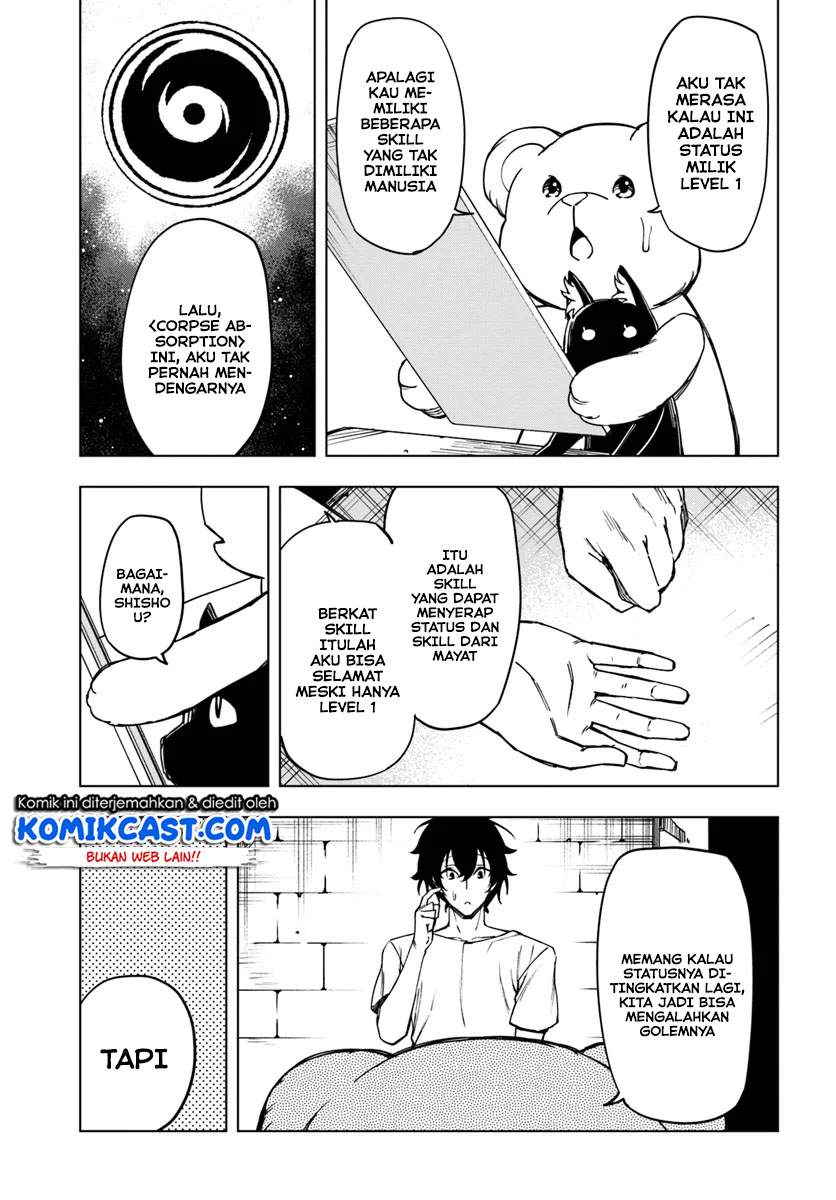 AKU TAK
MERASA
KALAU INI
ADALAH
STATUS
MILIK
LEVEL 1
APALAGI
KAU ME-
MILIKI
BEBERAPA
SKILL
YANG TAK
DIMILIKI
MANUSIA
LALU,
<CORPSE AB-
SORPTION>
INI, AKU TAK
PERNAH MEN-
DENGARNYA
ITU
ADALAH
SKILL
YANG DAPAT
MENYERAP
STATUS DAN
SKILL DARI
MAYAT
BERKAT
SKILL
ITULAH
AKU BISA
SELAMAT
MESKI HANYA
LEVEL 1
BAGAI-
MANA,
SHISHO
U?
Komik ini diterjemahkan & diedit oleh
KOMIKCAST.COM
BUKAN WEB LAIN!!
MEMANG KALAU
STATUSNYA DI-
TINGKATKAN LAGI,
KITA JADI BISA
MENGALAHKAN
GOLEMNYA
TAPI